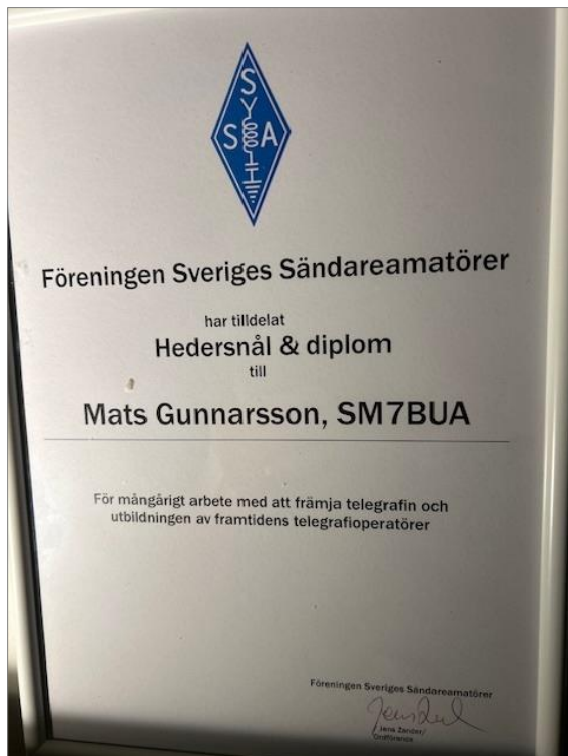 S
S A
Föreningen Sveriges Sändareamatörer
har tilldelat
Hedersnål & diplom
till
Mats Gunnarsson, SM7BUA
För mångårigt arbete med att främja telegrafin och
utbildningen av framtidens telegrafioperatörer
Föreningen Sveriges Sändareamatörer
Jens Zander/
Ordförande